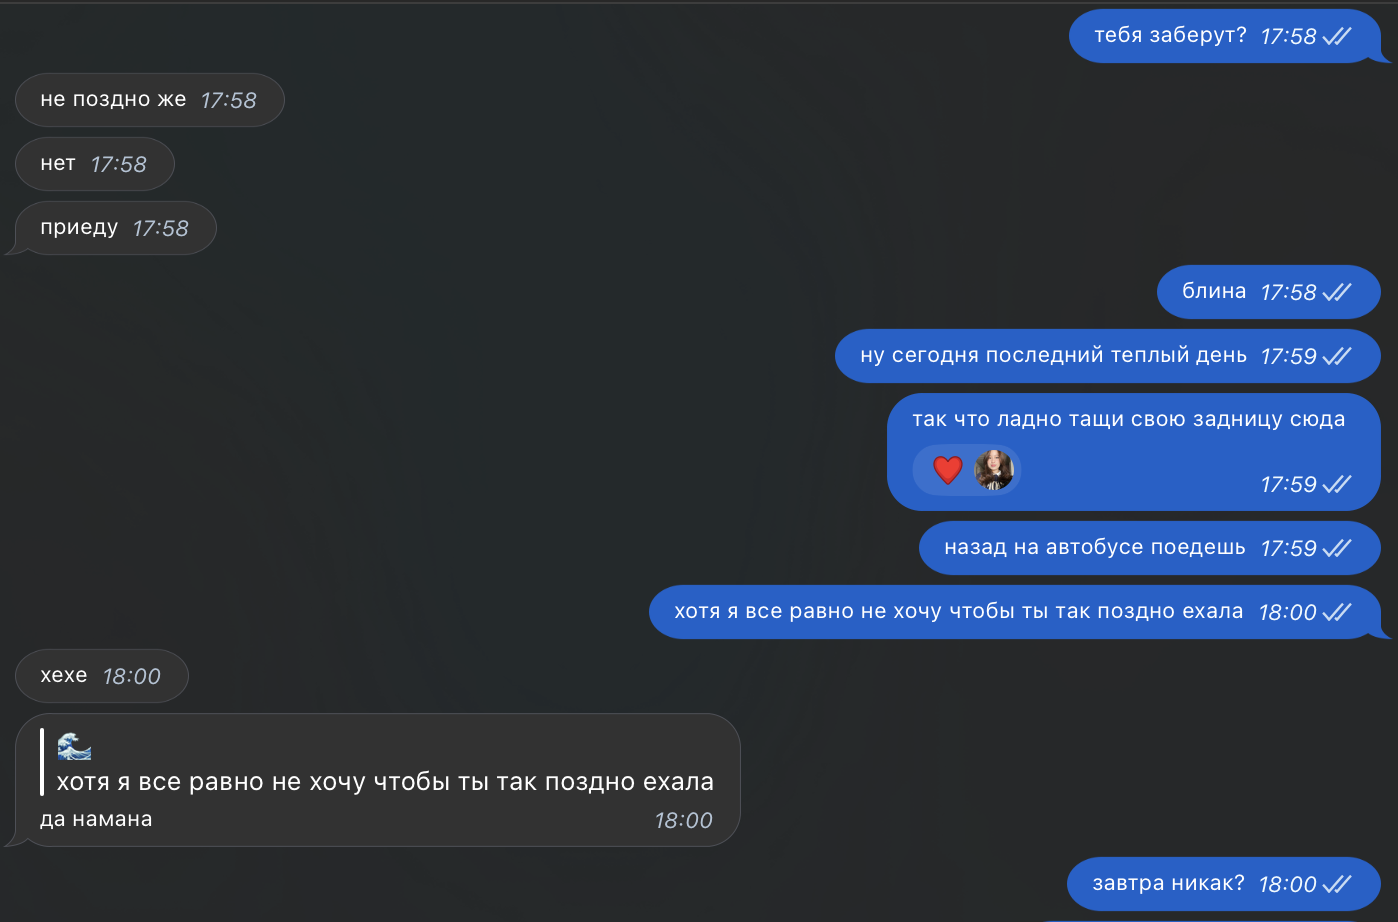 тебя заберут? 17:58
не поздно же 17:58
нет 17:58
приеду 17:58
блина 17:58
ну сегодня последний теплый день 17:59
так что ладно тащи свою задницу сюда
17:59
назад на автобусе поедешь 17:59
хотя я все равно не хочу чтобы ты так поздно ехала 18:00
хехе 18:00
🌊
хотя я все равно не хочу чтобы ты так поздно ехала
да намана 18:00
завтра никак? 18:00